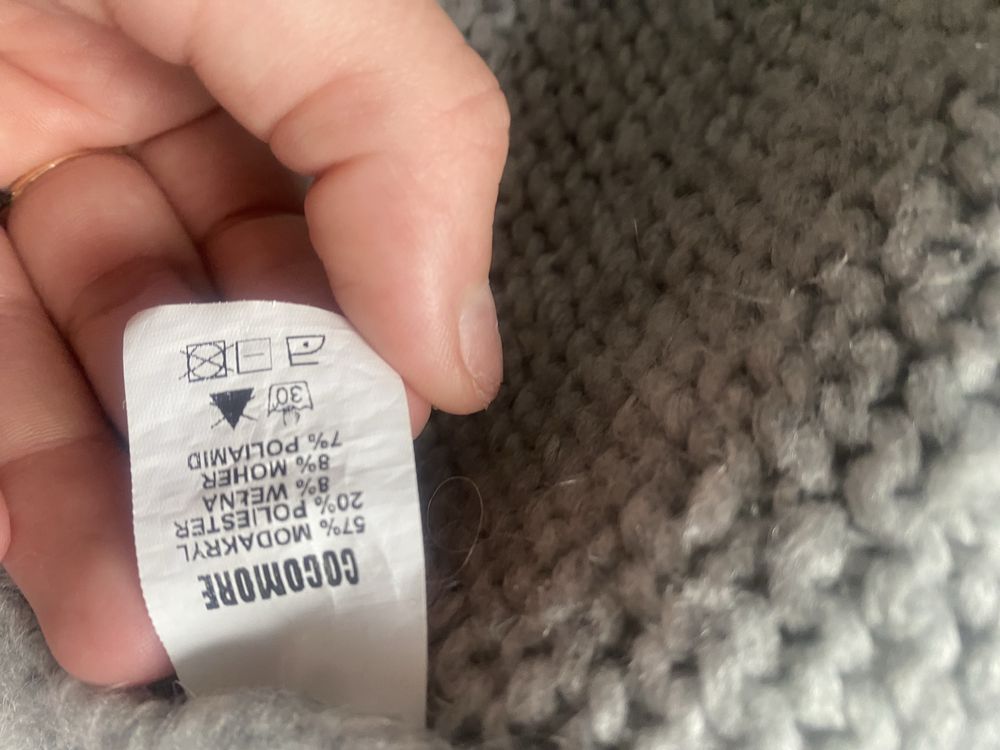 COCOMORE
57% MODAKRYL
20% POLIESTER
8% WEŁNA
8% MOHER
7% POLIAMID
30